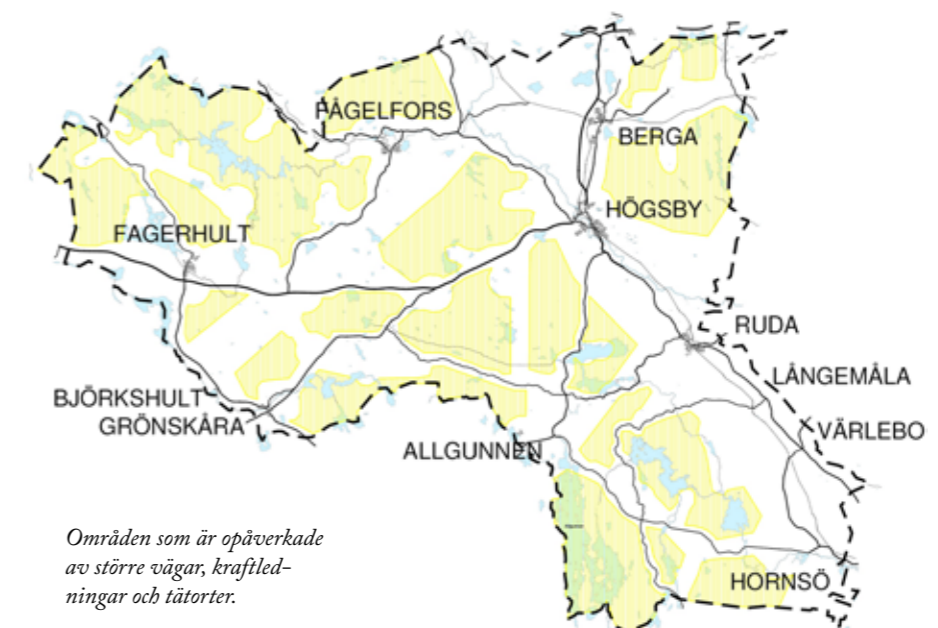 FÅGELFORS
BERGA
HÖGSBY
FAGERHULT
RUDA
LÅNGEMÅLA
BJÖRKSHULT
GRÖNSKÅRA
VÄRLEBO
ALLGUNNEN
Områden som är opåverkade
av större vägar, kraftled-
ningar och tätorter.
HORNSÖ